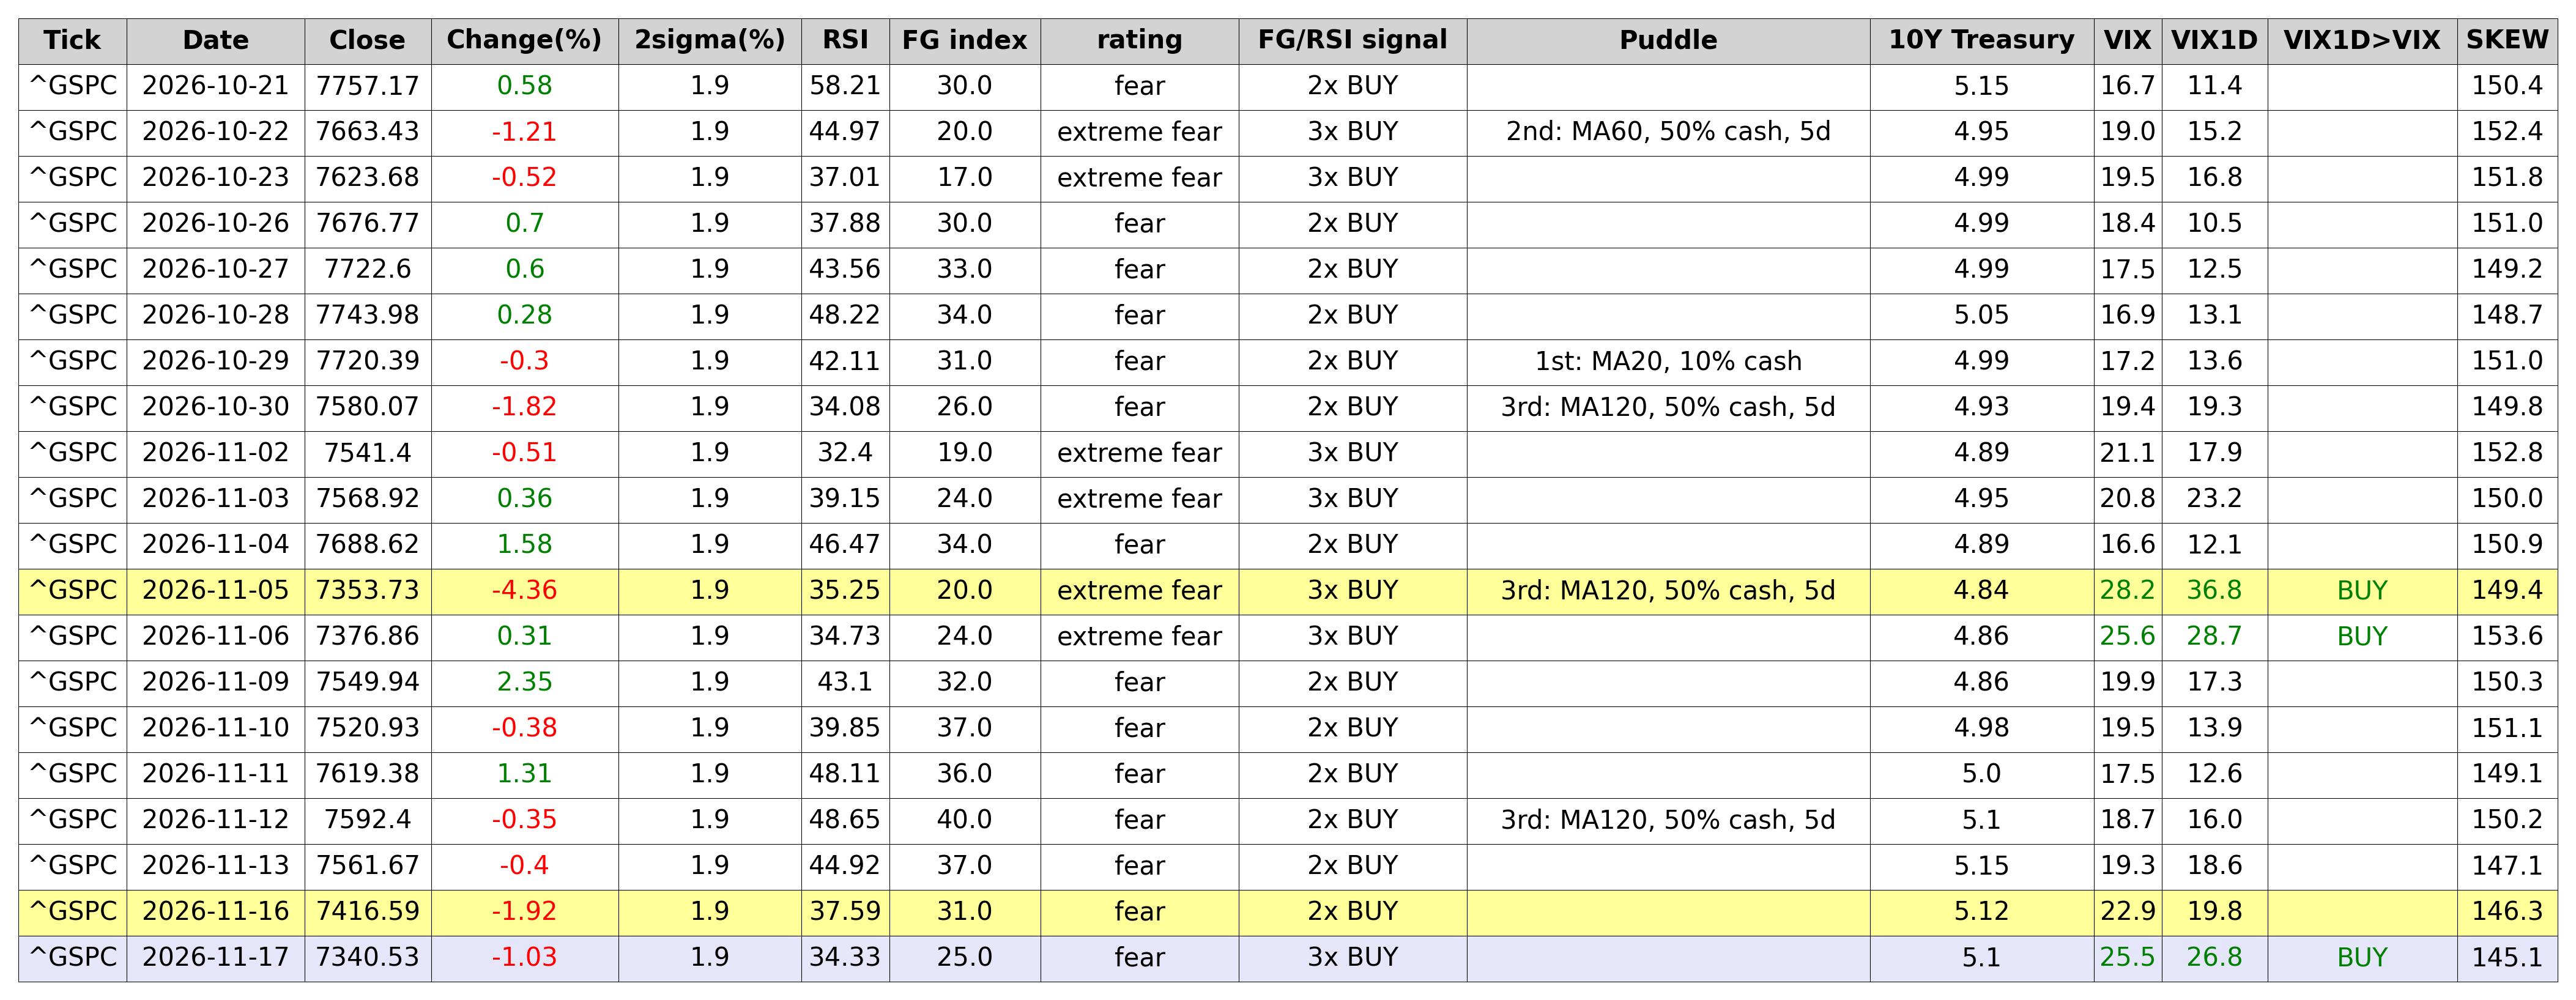 Tick Date Close Change(%) 2sigma(%) RSI FG index rating FG/RSI signal Puddle 10Y Treasury VIX VIX1D VIX1D>VIX SKEW
^GSPC 2026-10-21 7757.17 0.58 1.9 58.21 30.0 fear 2x BUY 5.15 16.7 11.4 150.4
^GSPC 2026-10-22 7663.43 -1.21 1.9 44.97 20.0 extreme fear 3x BUY 2nd: MA60, 50% cash, 5d 4.95 19.0 15.2 152.4
^GSPC 2026-10-23 7623.68 -0.52 1.9 37.01 17.0 extreme fear 3x BUY 4.99 19.5 16.8 151.8
^GSPC 2026-10-26 7676.77 0.7 1.9 37.88 30.0 fear 2x BUY 4.99 18.4 10.5 151.0
^GSPC 2026-10-27 7722.6 0.6 1.9 43.56 33.0 fear 2x BUY 4.99 17.5 12.5 149.2
^GSPC 2026-10-28 7743.98 0.28 1.9 48.22 34.0 fear 2x BUY 5.05 16.9 13.1 148.7
^GSPC 2026-10-29 7720.39 -0.3 1.9 42.11 31.0 fear 2x BUY 1st: MA20, 10% cash 4.99 17.2 13.6 151.0
^GSPC 2026-10-30 7580.07 -1.82 1.9 34.08 26.0 fear 2x BUY 3rd: MA120, 50% cash, 5d 4.93 19.4 19.3 149.8
^GSPC 2026-11-02 7541.4 -0.51 1.9 32.4 19.0 extreme fear 3x BUY 4.89 21.1 17.9 152.8
^GSPC 2026-11-03 7568.92 0.36 1.9 39.15 24.0 extreme fear 3x BUY 4.95 20.8 23.2 150.0
^GSPC 2026-11-04 7688.62 1.58 1.9 46.47 34.0 fear 2x BUY 4.89 16.6 12.1 150.9
^GSPC 2026-11-05 7353.73 -4.36 1.9 35.25 20.0 extreme fear 3x BUY 3rd: MA120, 50% cash, 5d 4.84 28.2 36.8 BUY 149.4
^GSPC 2026-11-06 7376.86 0.31 1.9 34.73 24.0 extreme fear 3x BUY 4.86 25.6 28.7 BUY 153.6
^GSPC 2026-11-09 7549.94 2.35 1.9 43.1 32.0 fear 2x BUY 4.86 19.9 17.3 150.3
^GSPC 2026-11-10 7520.93 -0.38 1.9 39.85 37.0 fear 2x BUY 4.98 19.5 13.9 151.1
^GSPC 2026-11-11 7619.38 1.31 1.9 48.11 36.0 fear 2x BUY 5.0 17.5 12.6 149.1
^GSPC 2026-11-12 7592.4 -0.35 1.9 48.65 40.0 fear 2x BUY 3rd: MA120, 50% cash, 5d 5.1 18.7 16.0 150.2
^GSPC 2026-11-13 7561.67 -0.4 1.9 44.92 37.0 fear 2x BUY 5.15 19.3 18.6 147.1
^GSPC 2026-11-16 7416.59 -1.92 1.9 37.59 31.0 fear 2x BUY 5.12 22.9 19.8 146.3
^GSPC 2026-11-17 7340.53 -1.03 1.9 34.33 25.0 fear 3x BUY 5.1 25.5 26.8 BUY 145.1